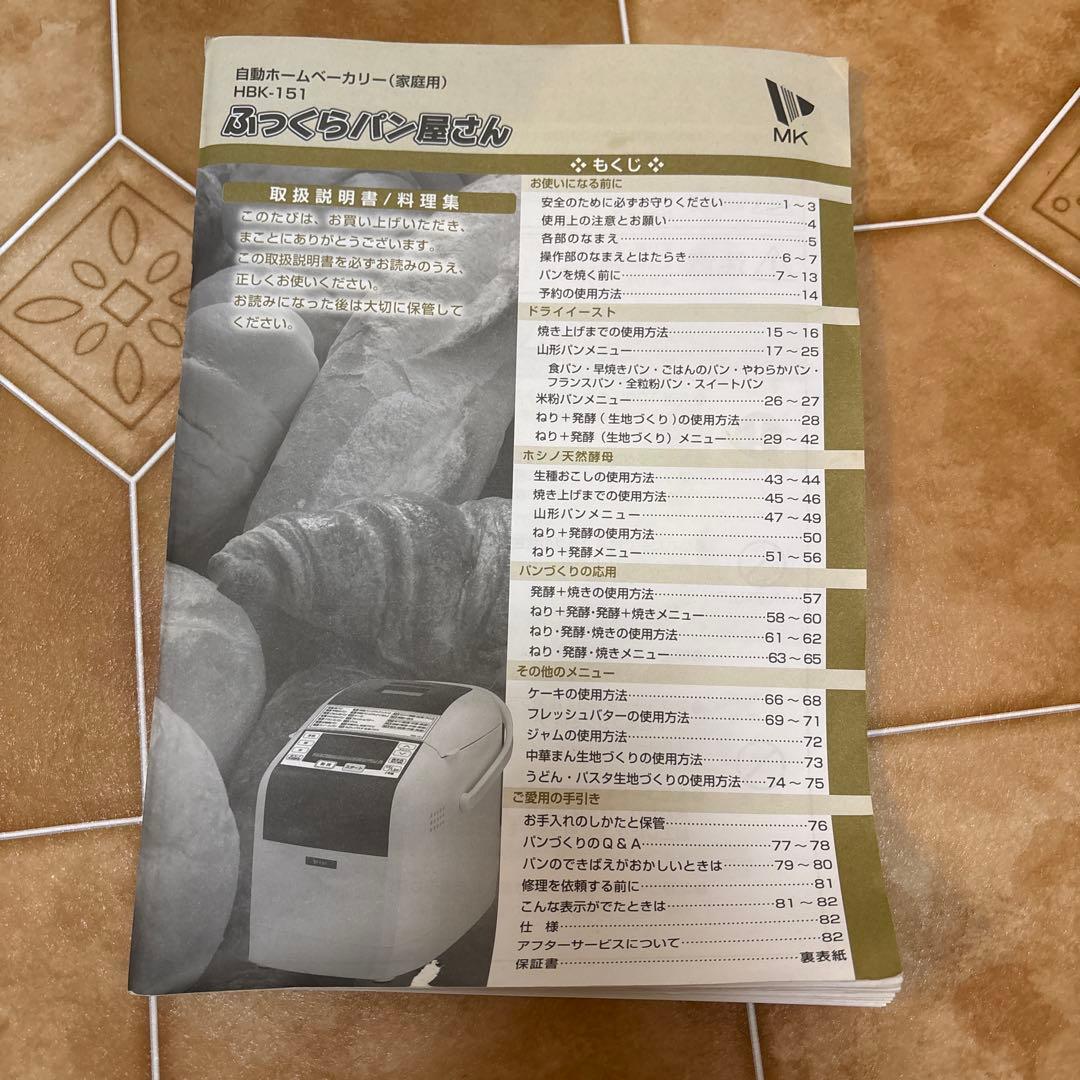 自動ホームベーカリー(家庭用)
HBK-151
ふっくらパン屋さん
MK
取扱説明書/料理集
このたびは、お買い上げいただき、
まことにありがとうございます。
この取扱説明書を必ずお読みのうえ、
正しくお使いください。
お読みになった後は大切に保管して
ください。
もくじ
お使いになる前に
安全のために必ずお守りください…………1～3
使用上の注意とお願い…………4
各部のなまえ…………5
操作部のなまえとはたらき…………6～7
パンを焼く前に…………7～13
予約の使用方法…………14
ドライイースト
焼き上げまでの使用方法…………15～16
山形パンメニュー…………17～25
食パン・早焼きパン・ごはんのパン・やわらかパン・
フランスパン・全粒粉パン・スイートパン
米粉パンメニュー…………26～27
ねり＋発酵(生地づくり)の使用方法…………28
ねり＋発酵(生地づくり)メニュー…………29～42
ホシノ天然酵母
生種おこしの使用方法…………43～44
焼き上げまでの使用方法…………45～46
山形パンメニュー…………47～49
ねり＋発酵の使用方法…………50
ねり＋発酵メニュー…………51～56
パンづくりの応用
発酵＋焼きの使用方法…………57
ねり＋発酵・発酵＋焼きメニュー…………58～60
ねり・発酵・焼きの使用方法…………61～62
ねり・発酵・焼きメニュー…………63～65
その他のメニュー
ケーキの使用方法…………66～68
フレッシュバターの使用方法…………69～71
ジャムの使用方法…………72
中華まん生地づくりの使用方法…………73
うどん・パスタ生地づくりの使用方法…………74～75
ご愛用の手引き
お手入れのしかたと保管…………76
パンづくりのQ&A…………77～78
パンのできばえがおかしいときは…………79～80
修理を依頼する前に…………81
こんな表示がでたときは…………81～82
仕 様…………82
アフターサービスについて…………82
保証書…………裏表紙